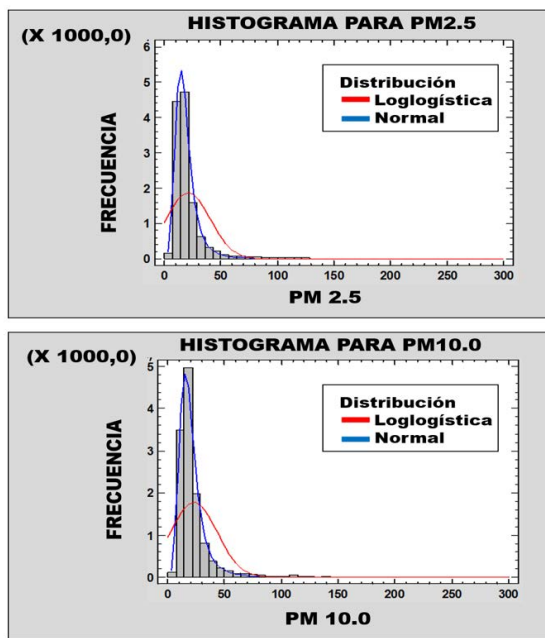 HISTOGRAMA PARA PM2.5
(X 1000,0)
6
5
4
3
2
1
0
FRECUENCIA
Distribución
Loglogística
Normal
0 50 100 150 200 250 300
PM 2.5
HISTOGRAMA PARA PM10.0
(X 1000,0)
5
4
3
2
1
0
FRECUENCIA
Distribución
Loglogística
Normal
0 50 100 150 200 250 300
PM 10.0